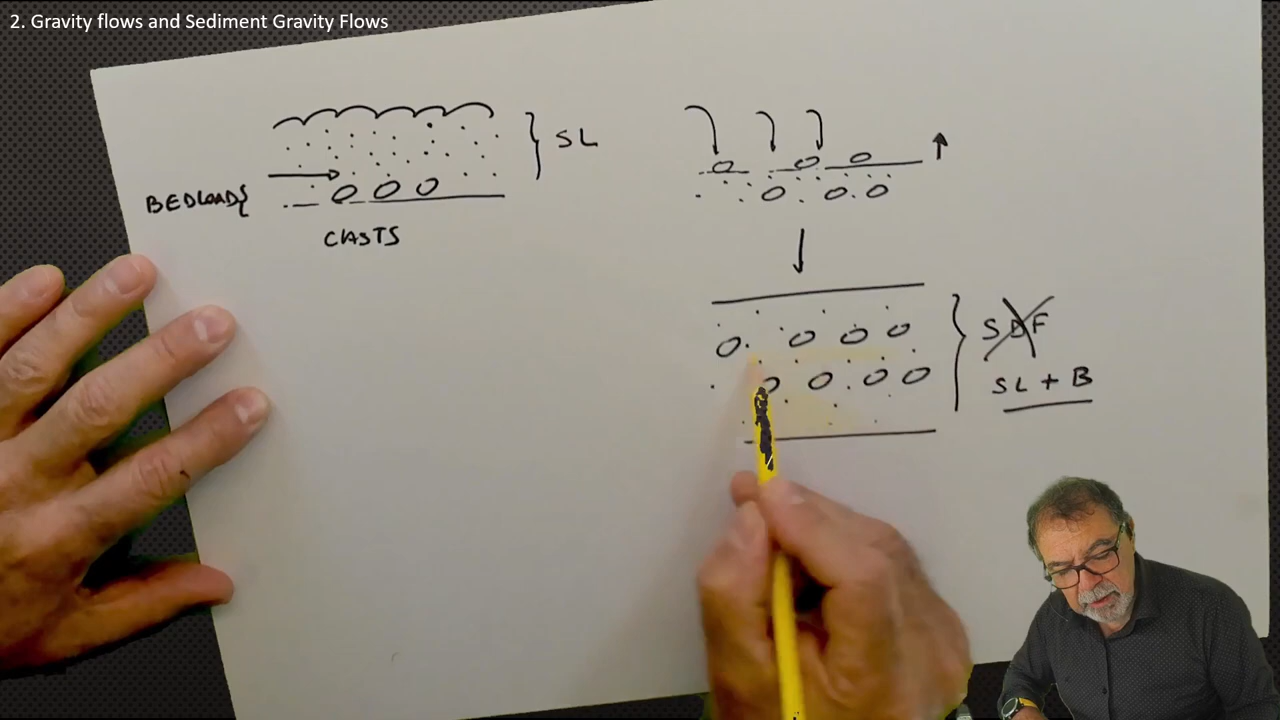 2. Gravity flows and Sediment Gravity Flows
SL
BEDLOAD
CLASTS
SDF
SL + B